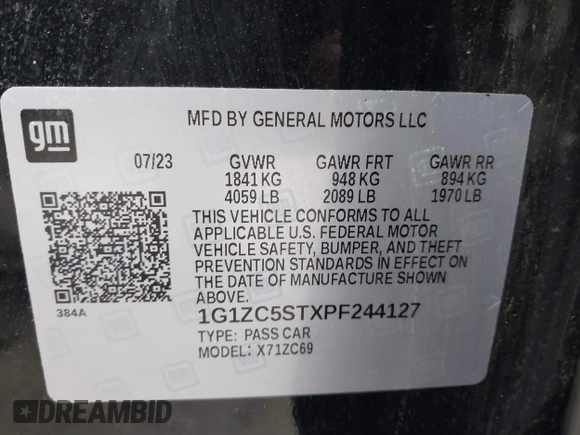 gm
MFD BY GENERAL MOTORS LLC
07/23 GVWR GAWR FRT GAWR RR
1841 KG 948 KG 894 KG
4059 LB 2089 LB 1970 LB
THIS VEHICLE CONFORMS TO ALL
APPLICABLE U.S. FEDERAL MOTOR
VEHICLE SAFETY, BUMPER, AND THEFT
PREVENTION STANDARDS IN EFFECT ON
THE DATE OF MANUFACTURE SHOWN ABOVE.
384A
1G1ZC5STXPF244127
TYPE: PASS CAR
MODEL: X71ZC69
DREAMBID